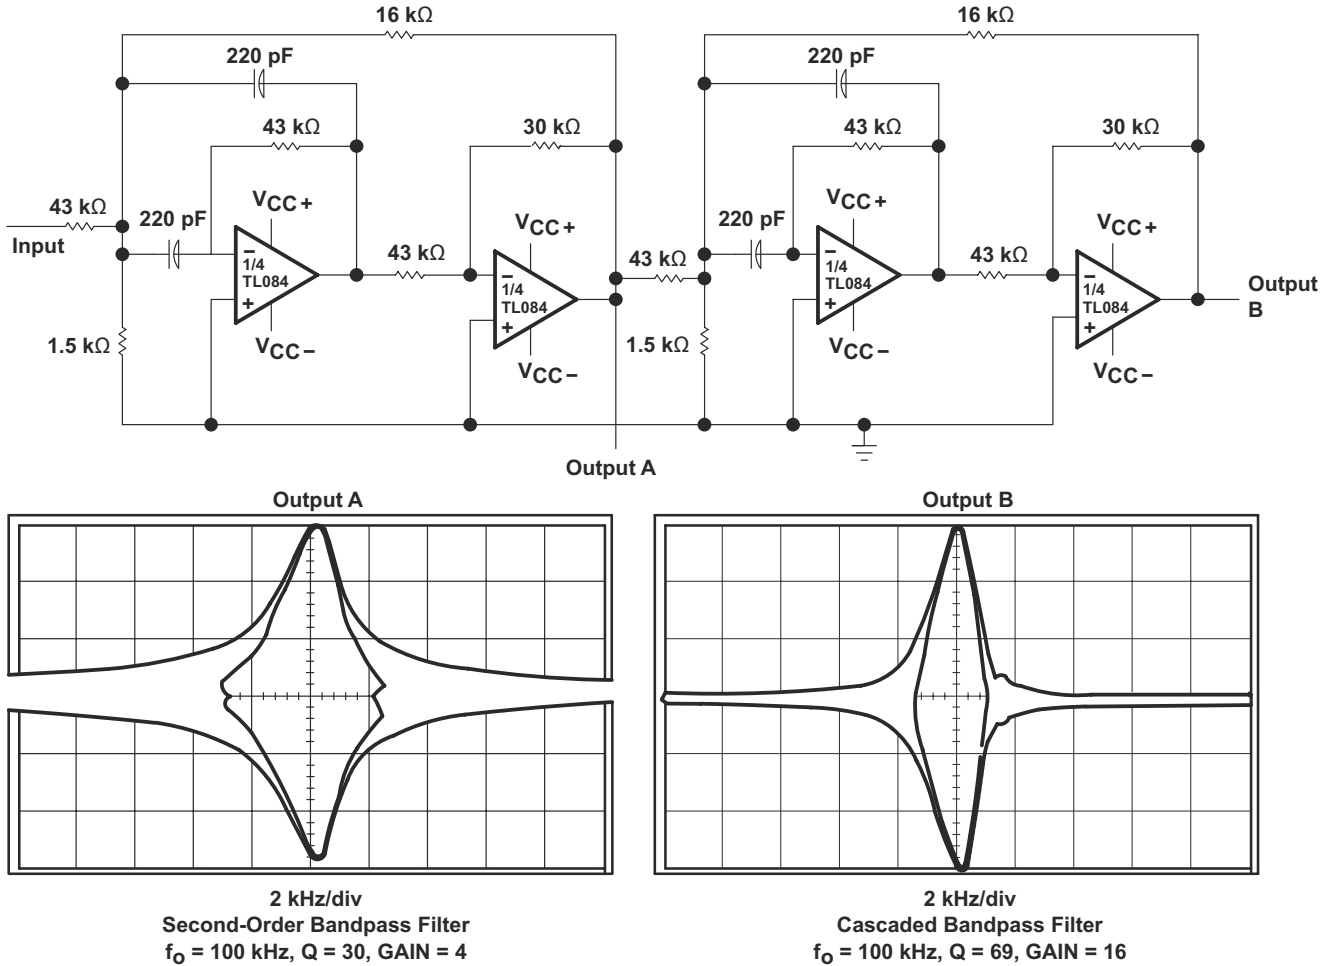 16 kΩ
16 kΩ
220 pF
220 pF
43 kΩ
30 kΩ
43 kΩ
30 kΩ
43 kΩ
Input
220 pF
VCC+
VCC+
220 pF
VCC+
VCC+
−
1/4
TL084
+
43 kΩ
−
1/4
TL084
+
43 kΩ
−
1/4
TL084
+
43 kΩ
−
1/4
TL084
+
Output
B
1.5 kΩ
VCC−
VCC−
1.5 kΩ
VCC−
VCC−
Output A
Output A
Output B
2 kHz/div
Second-Order Bandpass Filter
fo = 100 kHz, Q = 30, GAIN = 4
2 kHz/div
Cascaded Bandpass Filter
fo = 100 kHz, Q = 69, GAIN = 16